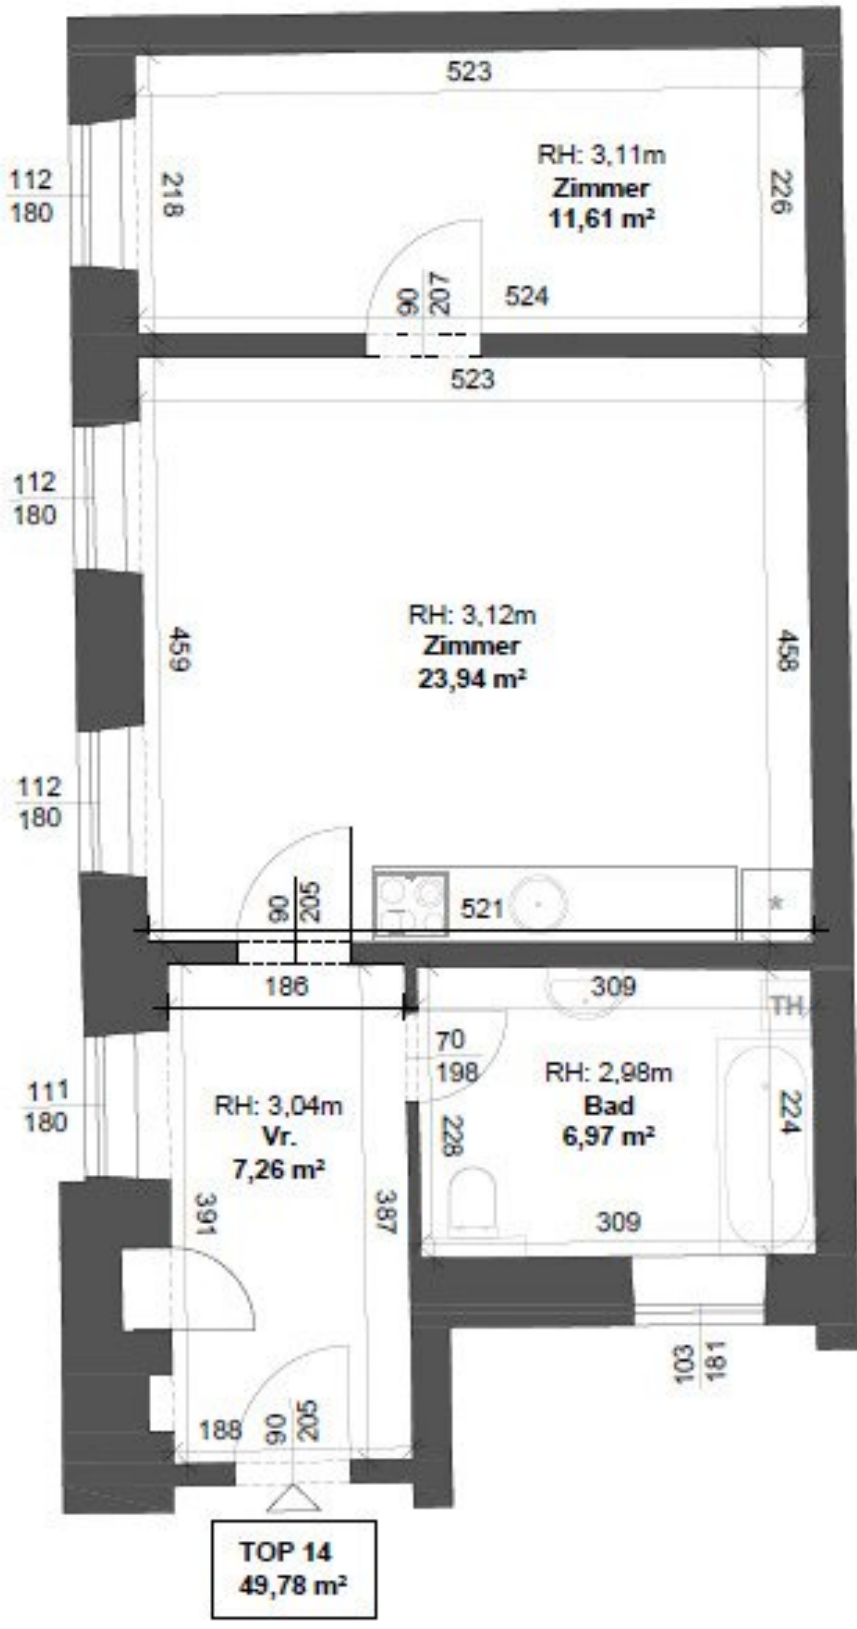 523
RH: 3,11m
Zimmer
11,61 m²
112
180
218
226
90
207
524
523
112
180
RH: 3,12m
Zimmer
23,94 m²
459
458
112
180
90
205
521
*
186
309
TH
70
198
111
180
RH: 3,04m
Vr.
7,26 m²
RH: 2,98m
Bad
6,97 m²
228
224
391
387
309
103
181
188
90
205
TOP 14
49,78 m²